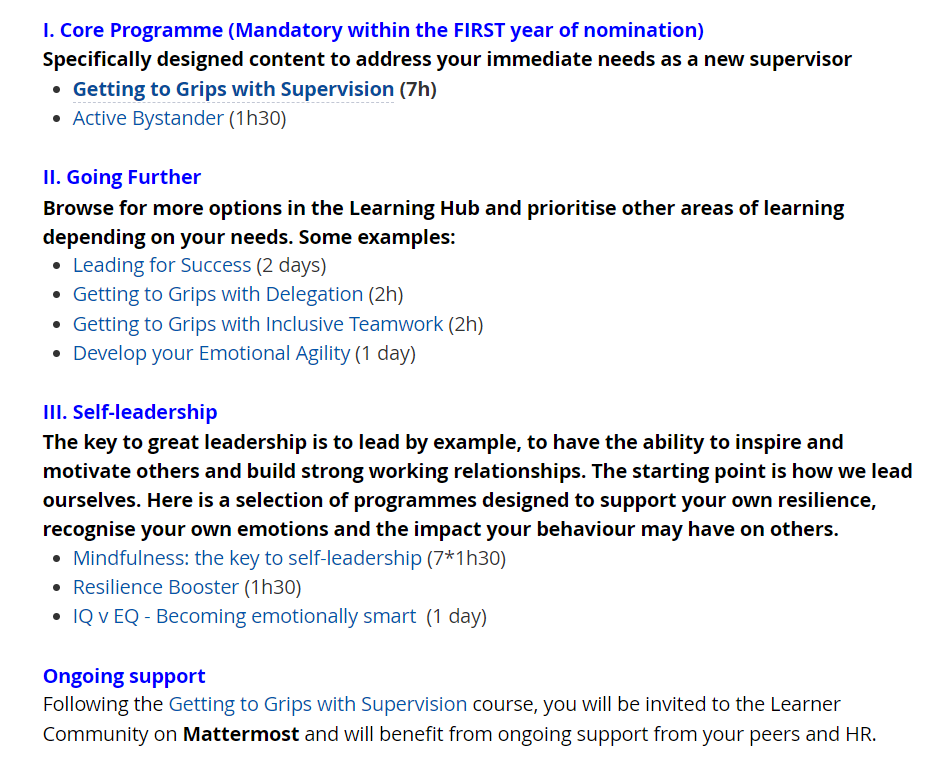 I. Core Programme (Mandatory within the FIRST year of nomination)
Specifically designed content to address your immediate needs as a new supervisor
• Getting to Grips with Supervision (7h)
• Active Bystander (1h30)
II. Going Further
Browse for more options in the Learning Hub and prioritise other areas of learning
depending on your needs. Some examples:
• Leading for Success (2 days)
• Getting to Grips with Delegation (2h)
• Getting to Grips with Inclusive Teamwork (2h)
• Develop your Emotional Agility (1 day)
III. Self-leadership
The key to great leadership is to lead by example, to have the ability to inspire and
motivate others and build strong working relationships. The starting point is how we lead
ourselves. Here is a selection of programmes designed to support your own resilience,
recognise your own emotions and the impact your behaviour may have on others.
• Mindfulness: the key to self-leadership (7*1h30)
• Resilience Booster (1h30)
• IQ v EQ - Becoming emotionally smart (1 day)
Ongoing support
Following the Getting to Grips with Supervision course, you will be invited to the Learner
Community on Mattermost and will benefit from ongoing support from your peers and HR.